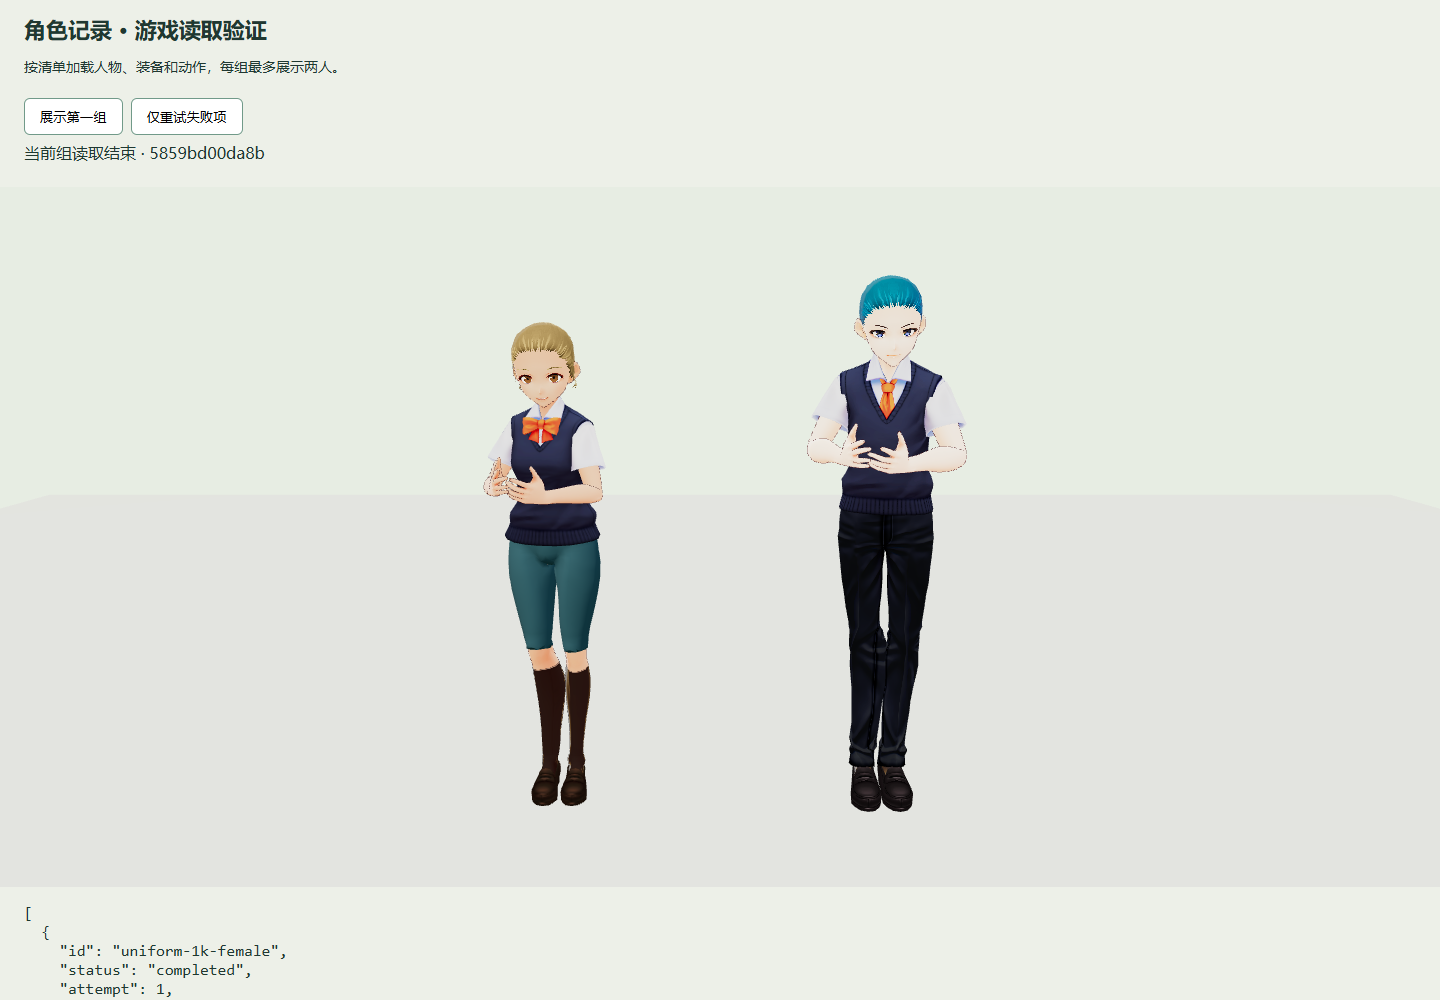 角色记录 · 游戏读取验证
按清单加载人物、装备和动作，每组最多展示两人。
展示第一组 仅重试失败项
当前组读取结束 · 5859bd00da8b
[
{
"id": "uniform-1k-female",
"status": "completed",
"attempt": 1,